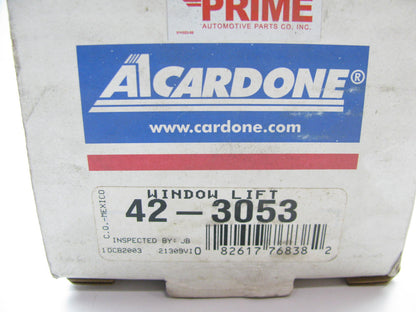 PRIME
AUTOMOTIVE PARTS CO. INC.
A1CARDONE®
www.cardone.com
WINDOW LIFT
42-3053
C.O.-MEXICO
INSPECTED BY: JB
10CB2003 21309VI
0 82617 76838 2